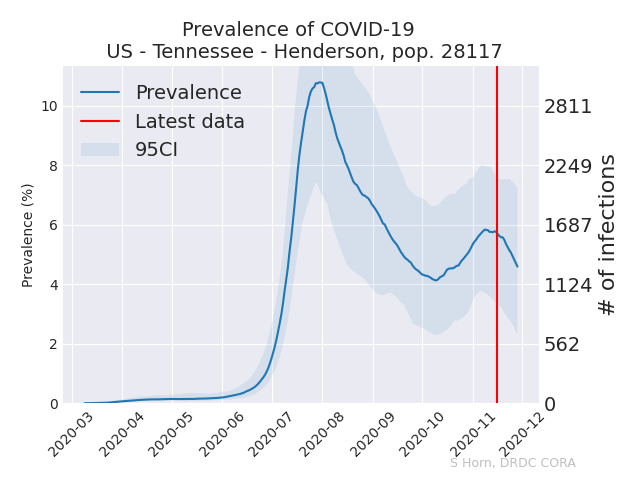 Prevalence of COVID-19
US - Tennessee - Henderson, pop. 28117
Prevalence
Latest data
95CI
Prevalence (%)
10
8
6
4
2
0
2811
2249
1687
1124
562
0
# of infections
2020-03
2020-04
2020-05
2020-06
2020-07
2020-08
2020-09
2020-10
2020-11
2020-12
S Horn, DRDC CORA